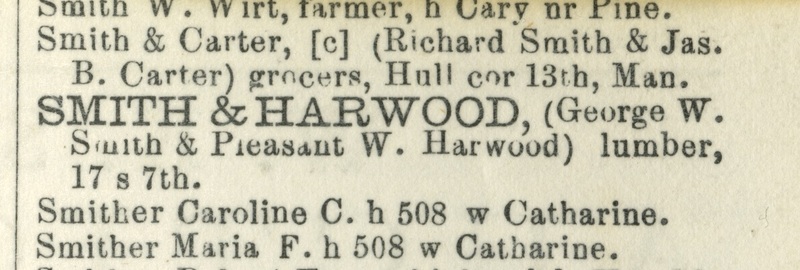 Smith W. Wirt, farmer, h Cary nr Pine.
Smith & Carter, [c] (Richard Smith & Jas.
B. Carter) grocers, Hull cor 13th, Man.
SMITH & HARWOOD, (George W.
Smith & Pleasant W. Harwood) lumber,
17 s 7th.
Smither Caroline C. h 508 w Catharine.
Smither Maria F. h 508 w Catharine.